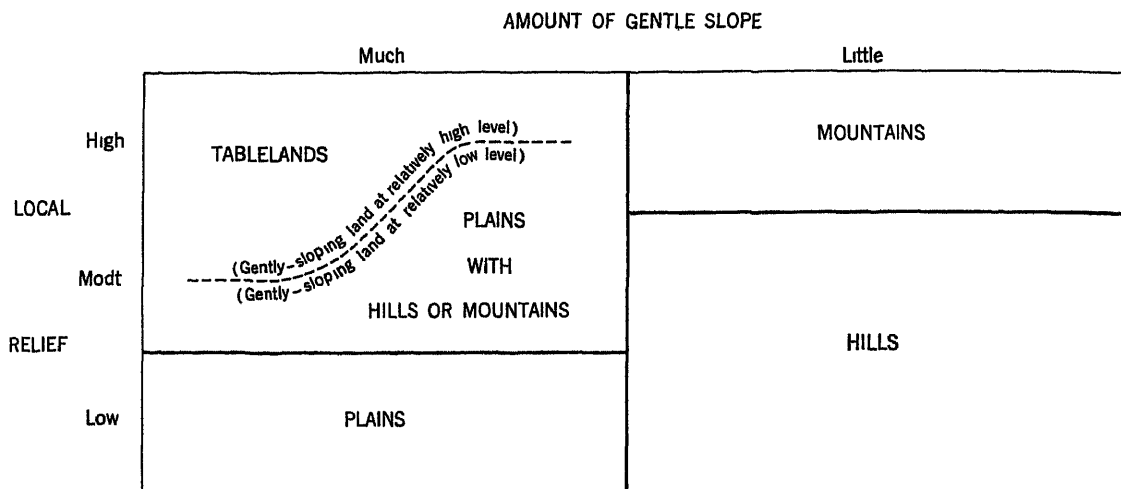 AMOUNT OF GENTLE SLOPE
Much
Little
High
TABLELANDS
(Gently-sloping land at relatively high level)
(Gently-sloping land at relatively low level)
MOUNTAINS
LOCAL
PLAINS
WITH
Modt
HILLS OR MOUNTAINS
RELIEF
HILLS
Low
PLAINS